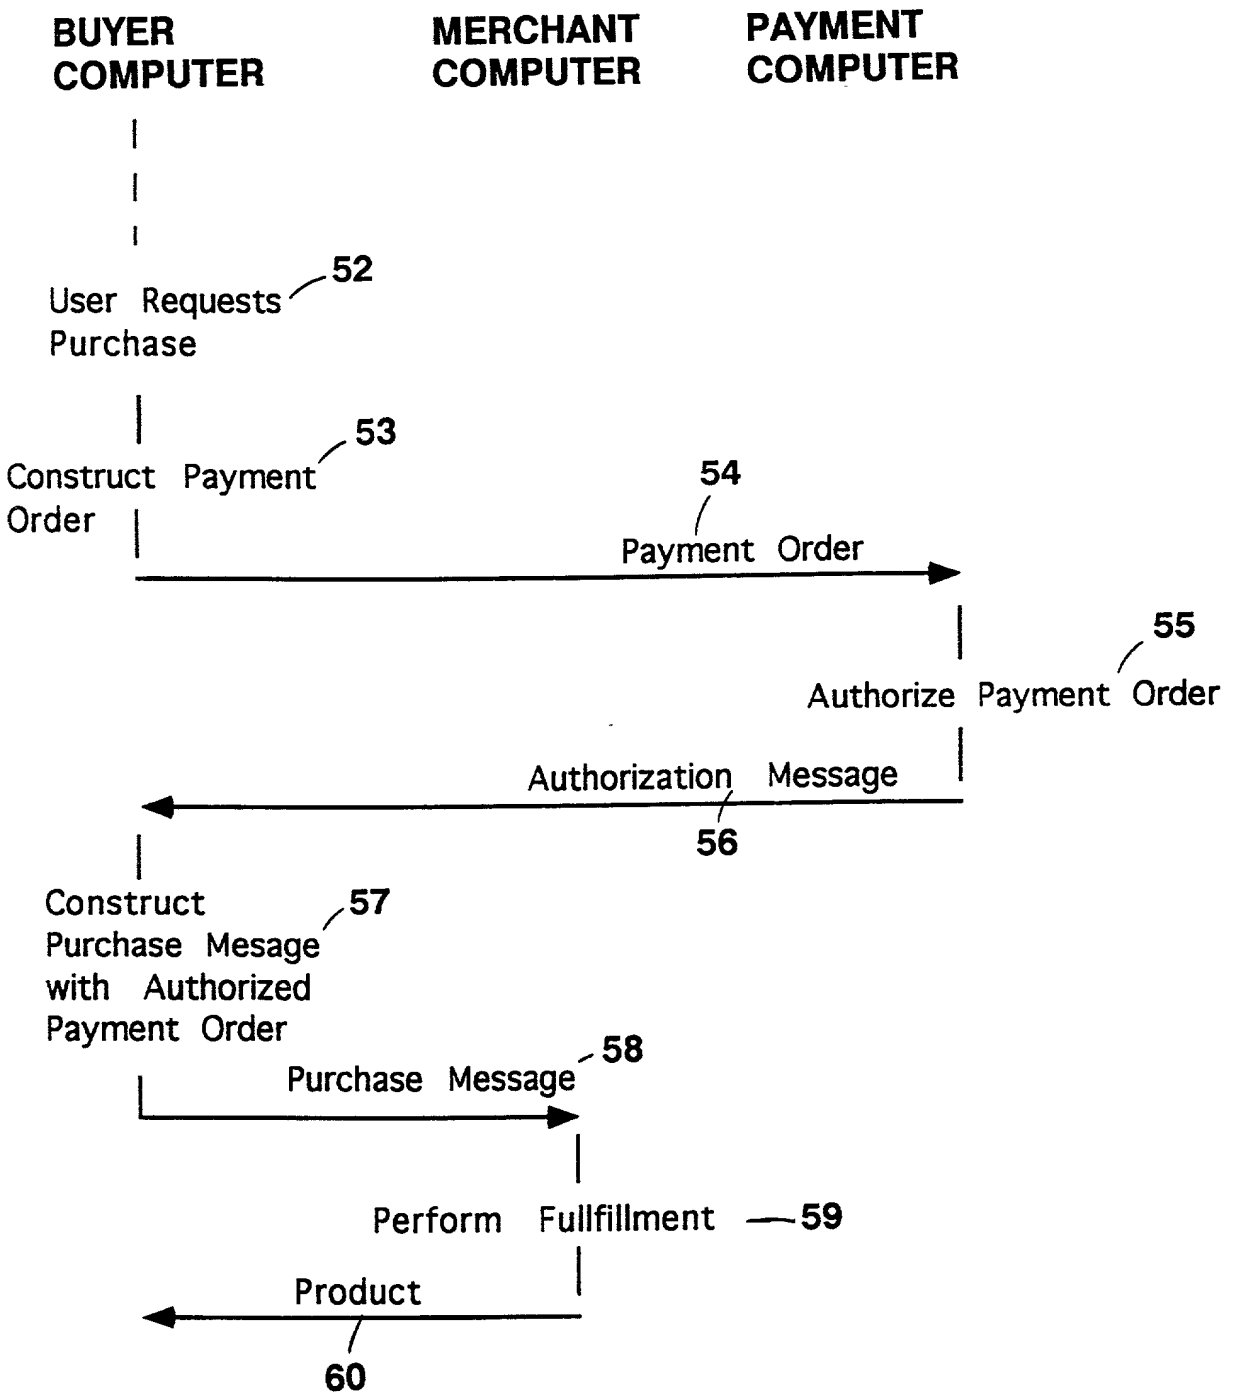 BUYER
COMPUTER
MERCHANT
COMPUTER
PAYMENT
COMPUTER
52
User Requests
Purchase
53
Construct Payment
Order
54
Payment Order
55
Authorize Payment Order
Authorization Message
56
Construct
57
Purchase Mesage
with Authorized
Payment Order
58
Purchase Message
Perform Fullfillment
59
Product
60